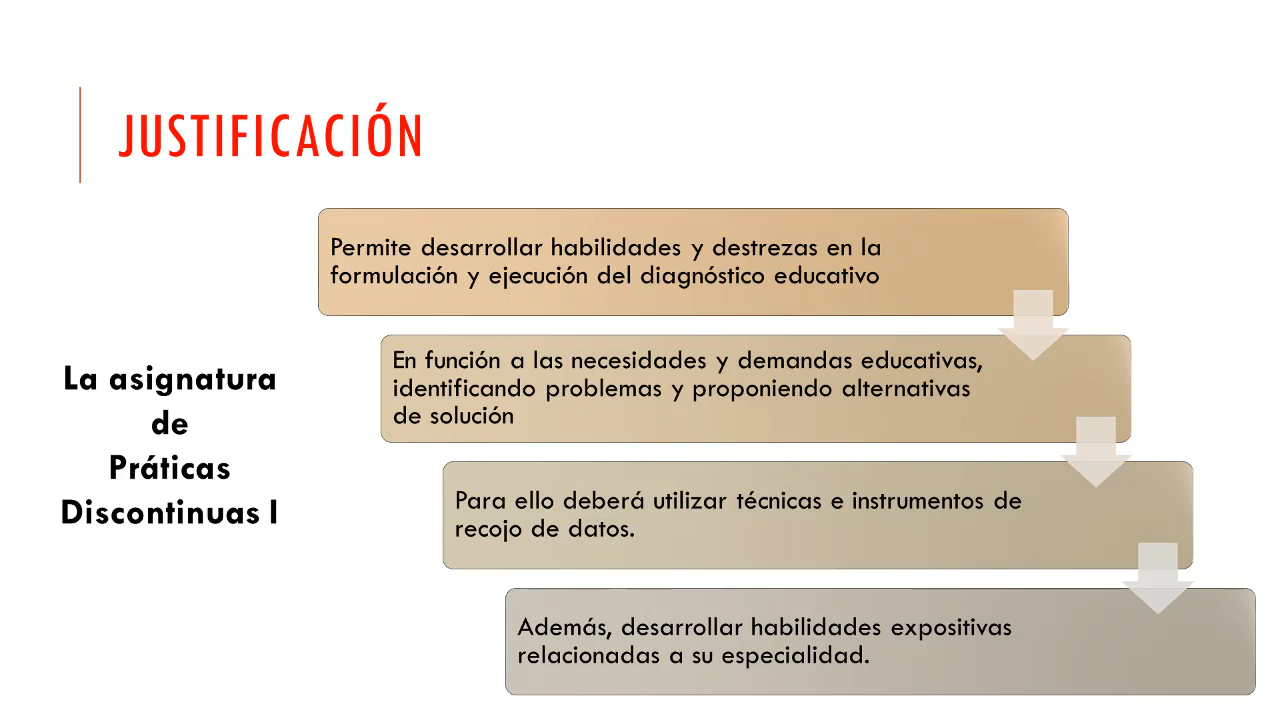 JUSTIFICACIÓN
Permite desarrollar habilidades y destrezas en la
formulación y ejecución del diagnóstico educativo
En función a las necesidades y demandas educativas,
identificando problemas y proponiendo alternativas
de solución
La asignatura
de
Práticas
Discontinuas I
Para ello deberá utilizar técnicas e instrumentos de
recojo de datos.
Además, desarrollar habilidades expositivas
relacionadas a su especialidad.